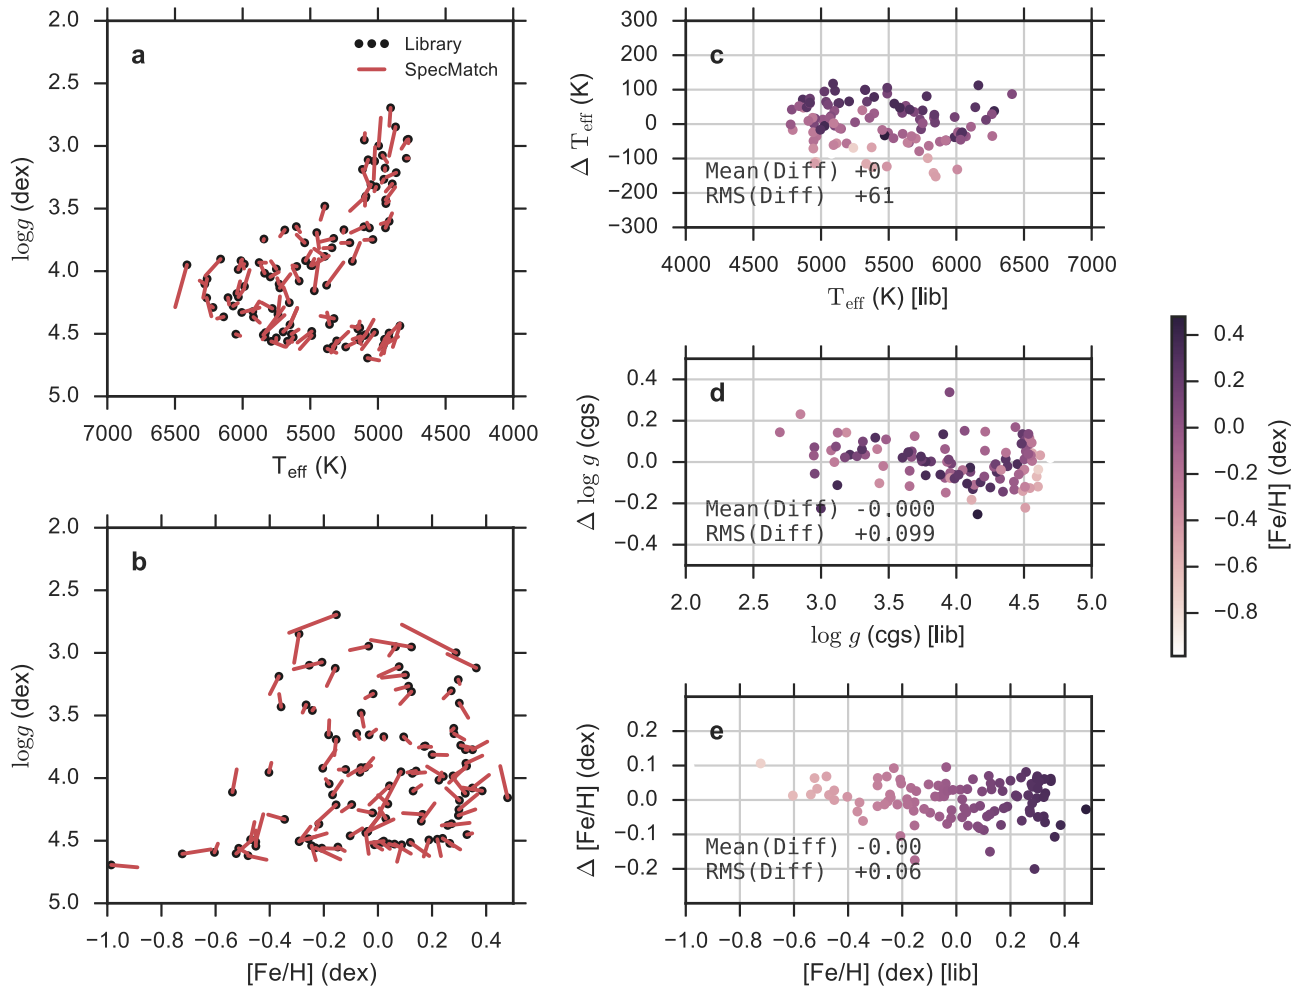 a
Library
SpecMatch
2.0
2.5
3.0
3.5
4.0
4.5
5.0
logg (dex)
7000 6500 6000 5500 5000 4500 4000
Teff (K)
b
2.0
2.5
3.0
3.5
4.0
4.5
5.0
logg (dex)
−1.0 −0.8 −0.6 −0.4 −0.2 0.0 0.2 0.4
[Fe/H] (dex)
c
300
200
100
0
−100
−200
−300
Δ Teff (K)
Mean(Diff) +0
RMS(Diff) +61
4000 4500 5000 5500 6000 6500 7000
Teff (K) [lib]
d
0.4
0.2
0.0
−0.2
−0.4
Δ log g (cgs)
Mean(Diff) -0.000
RMS(Diff) +0.099
2.0 2.5 3.0 3.5 4.0 4.5 5.0
log g (cgs) [lib]
e
0.2
0.1
0.0
−0.1
−0.2
Δ [Fe/H] (dex)
Mean(Diff) -0.00
RMS(Diff) +0.06
−1.0 −0.8 −0.6 −0.4 −0.2 0.0 0.2 0.4
[Fe/H] (dex) [lib]
0.4
0.2
0.0
−0.2
−0.4
−0.6
−0.8
[Fe/H] (dex)